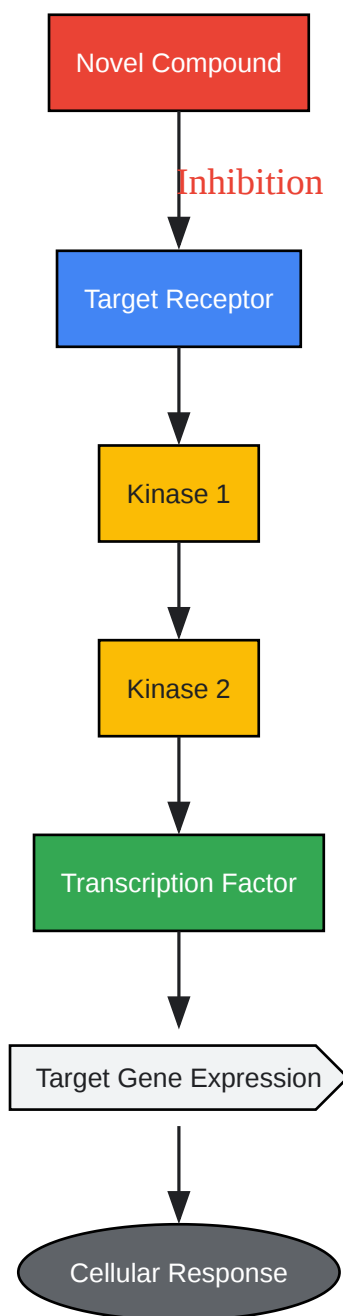 Novel Compound
Inhibition
Target Receptor
Kinase 1
Kinase 2
Transcription Factor
Target Gene Expression
Cellular Response